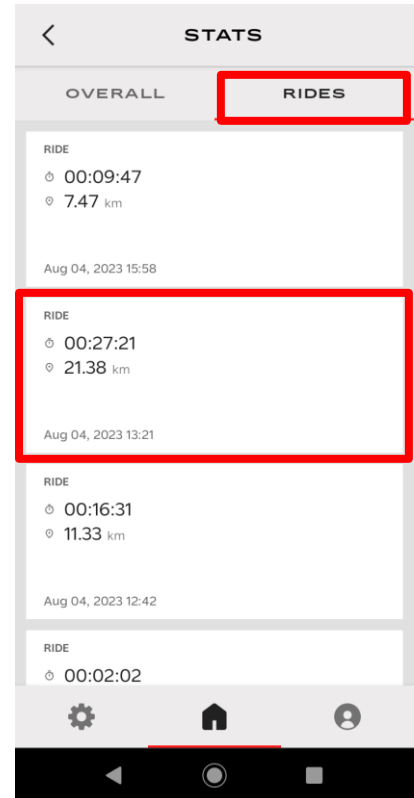 STATS
OVERALL RIDES
RIDE
00:09:47
7.47 km
Aug 04, 2023 15:58
RIDE
00:27:21
21.38 km
Aug 04, 2023 13:21
RIDE
00:16:31
11.33 km
Aug 04, 2023 12:42
RIDE
00:02:02